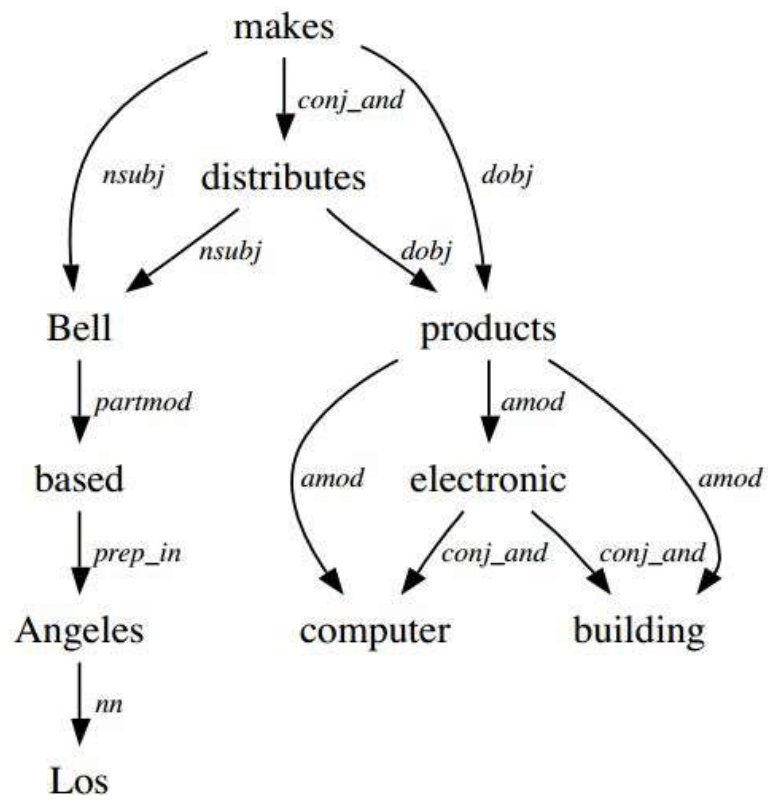 makes
conj_and
nsubj distributes dobj
nsubj dobj
Bell products
partmod amod
based amod electronic amod
prep_in conj_and conj_and
Angeles computer building
nn
Los